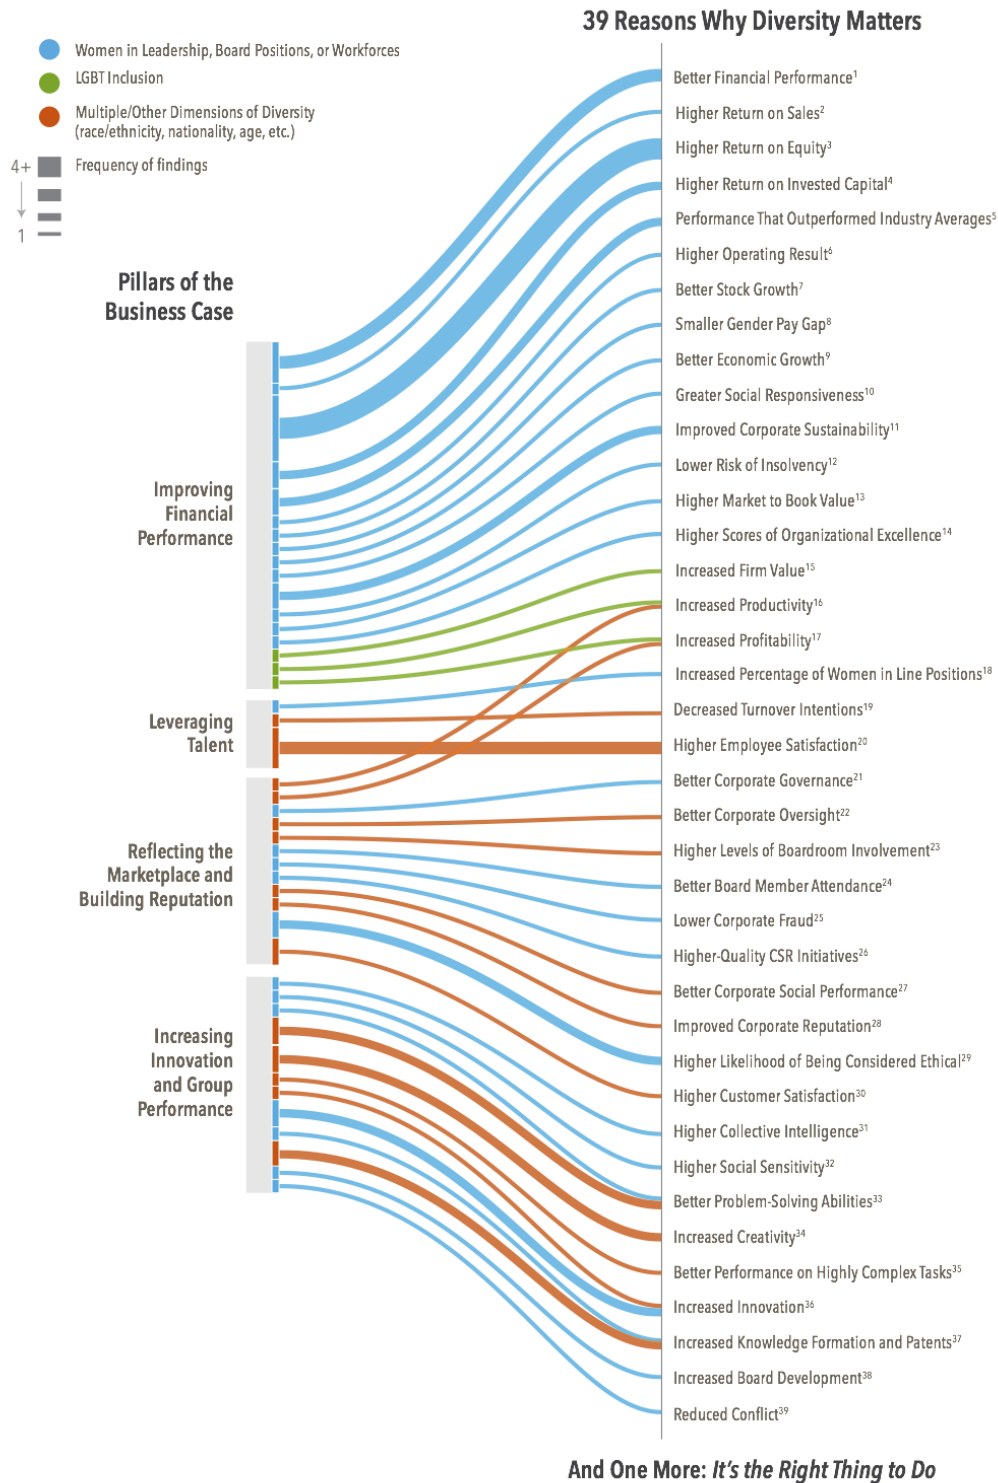 39 Reasons Why Diversity Matters
Women in Leadership, Board Positions, or Workforces
LGBT Inclusion
Multiple/Other Dimensions of Diversity
(race/ethnicity, nationality, age, etc.)
4+
Frequency of findings
1
Pillars of the
Business Case
Improving
Financial
Performance
Leveraging
Talent
Reflecting the
Marketplace and
Building Reputation
Increasing
Innovation
and Group
Performance
Better Financial Performance¹
Higher Return on Sales²
Higher Return on Equity³
Higher Return on Invested Capital⁴
Performance That Outperformed Industry Averages⁵
Higher Operating Result⁶
Better Stock Growth⁷
Smaller Gender Pay Gap⁸
Better Economic Growth⁹
Greater Social Responsiveness¹⁰
Improved Corporate Sustainability¹¹
Lower Risk of Insolvency¹²
Higher Market to Book Value¹³
Higher Scores of Organizational Excellence¹⁴
Increased Firm Value¹⁵
Increased Productivity¹⁶
Increased Profitability¹⁷
Increased Percentage of Women in Line Positions¹⁸
Decreased Turnover Intentions¹⁹
Higher Employee Satisfaction²⁰
Better Corporate Governance²¹
Better Corporate Oversight²²
Higher Levels of Boardroom Involvement²³
Better Board Member Attendance²⁴
Lower Corporate Fraud²⁵
Higher-Quality CSR Initiatives²⁶
Better Corporate Social Performance²⁷
Improved Corporate Reputation²⁸
Higher Likelihood of Being Considered Ethical²⁹
Higher Customer Satisfaction³⁰
Higher Collective Intelligence³¹
Higher Social Sensitivity³²
Better Problem-Solving Abilities³³
Increased Creativity³⁴
Better Performance on Highly Complex Tasks³⁵
Increased Innovation³⁶
Increased Knowledge Formation and Patents³⁷
Increased Board Development³⁸
Reduced Conflict³⁹
And One More: It's the Right Thing to Do